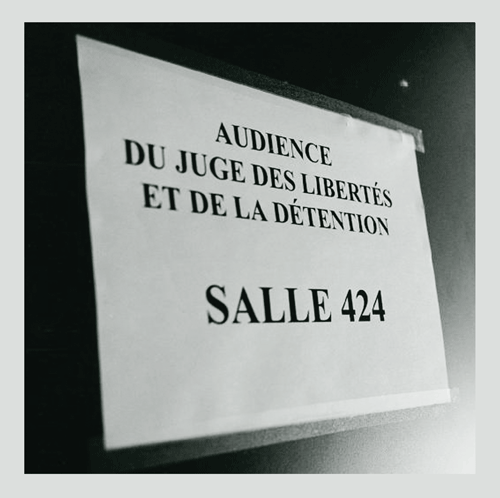 AUDIENCE
DU JUGE DES LIBERTÉS
ET DE LA DÉTENTION
SALLE 424